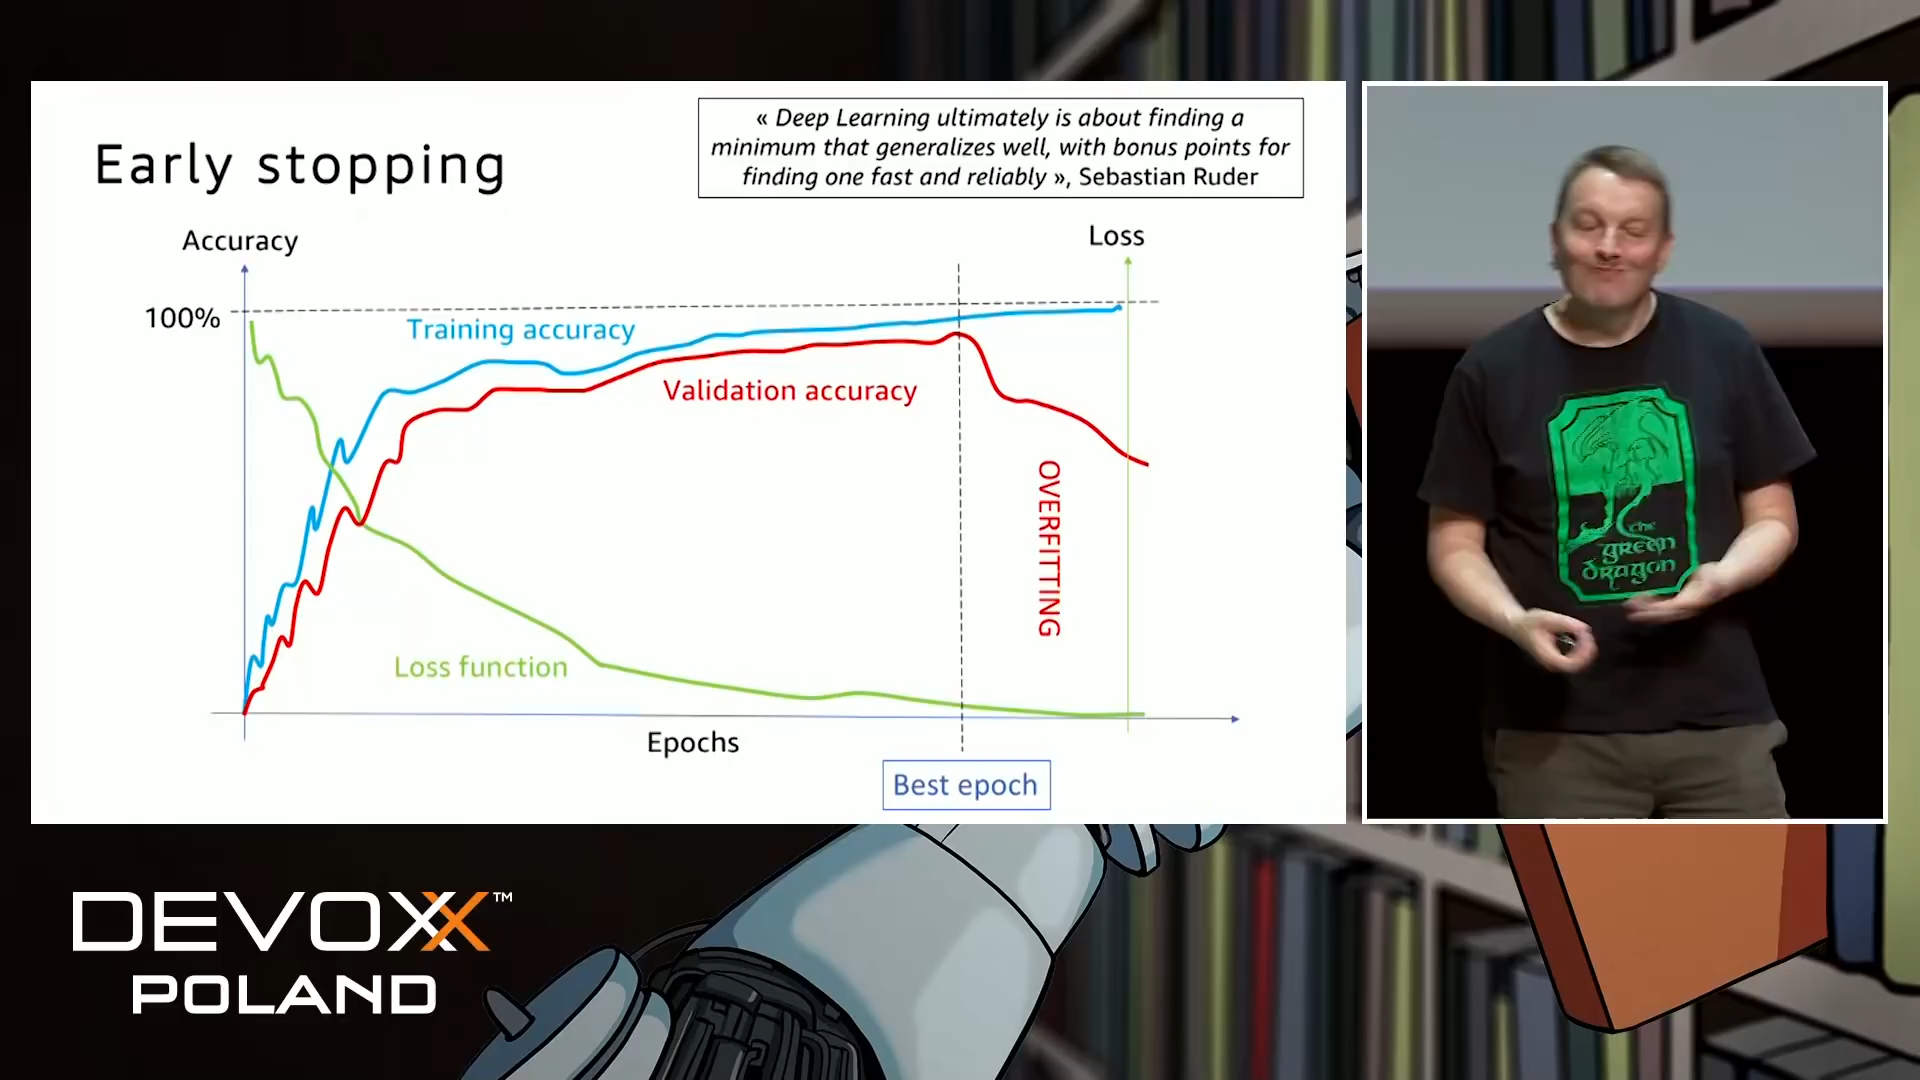 Early stopping
« Deep Learning ultimately is about finding a
minimum that generalizes well, with bonus points for
finding one fast and reliably », Sebastian Ruder
Accuracy
Loss
100%
Training accuracy
Validation accuracy
OVERFITTING
Loss function
Epochs
Best epoch
the
green
dragon
DEVOXX™
POLAND